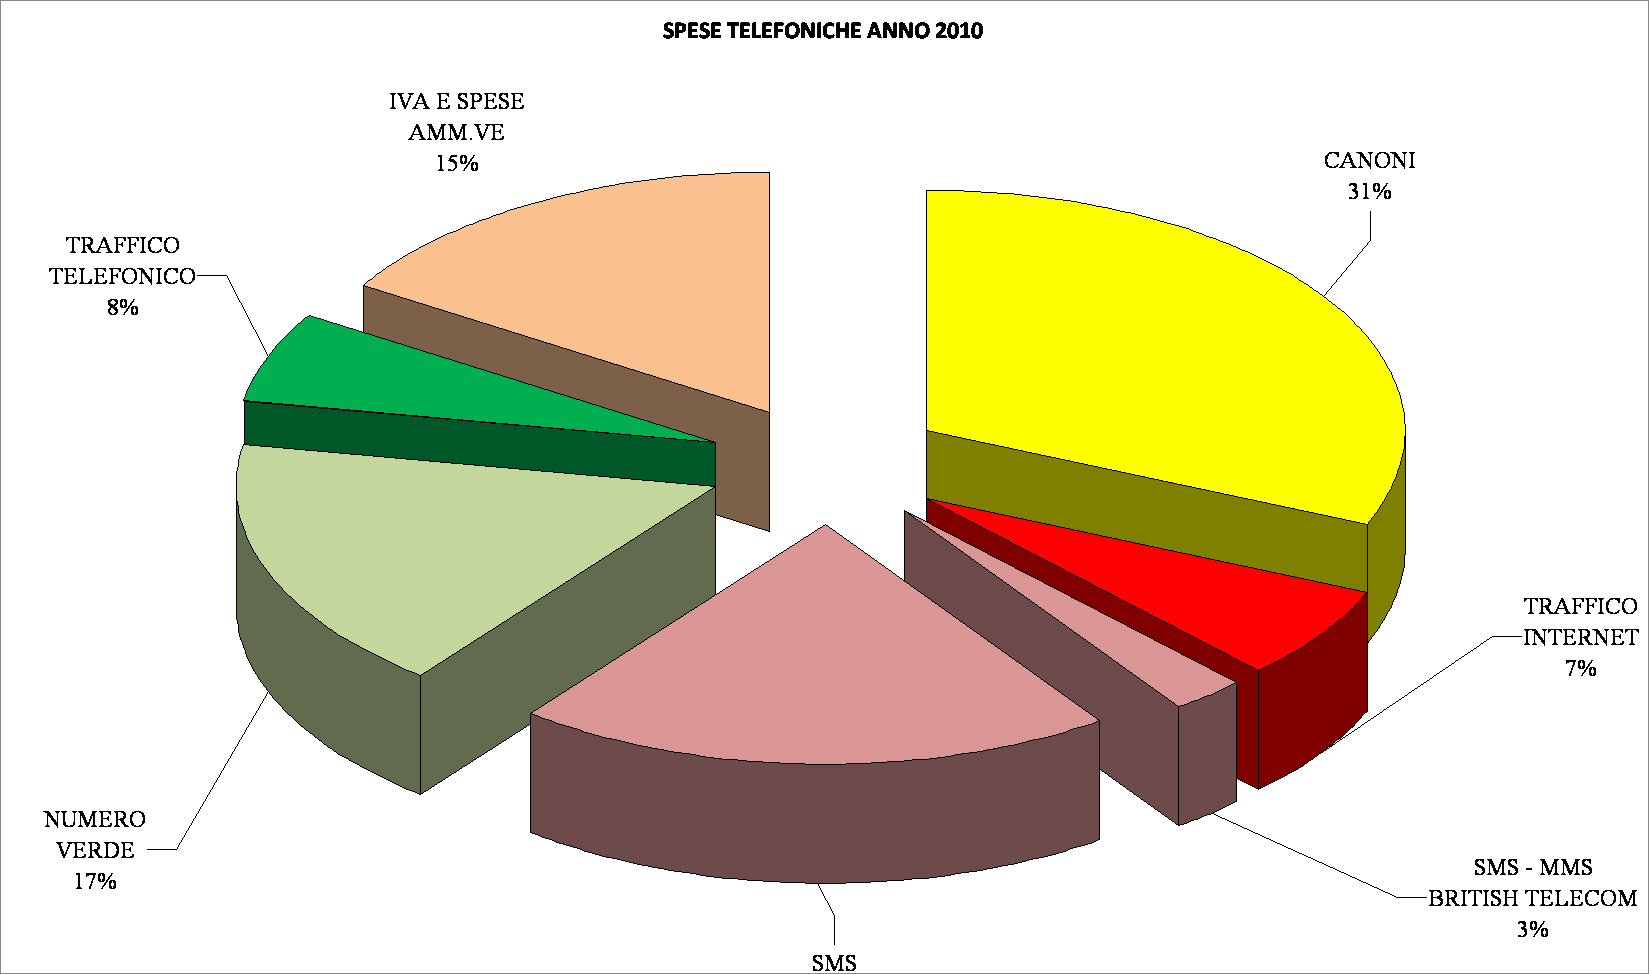 SPESE TELEFONICHE ANNO 2010
IVA E SPESE
AMM.VE
15%
CANONI
31%
TRAFFICO
TELEFONICO
8%
TRAFFICO
INTERNET
7%
NUMERO
VERDE
17%
SMS - MMS
BRITISH TELECOM
3%
SMS